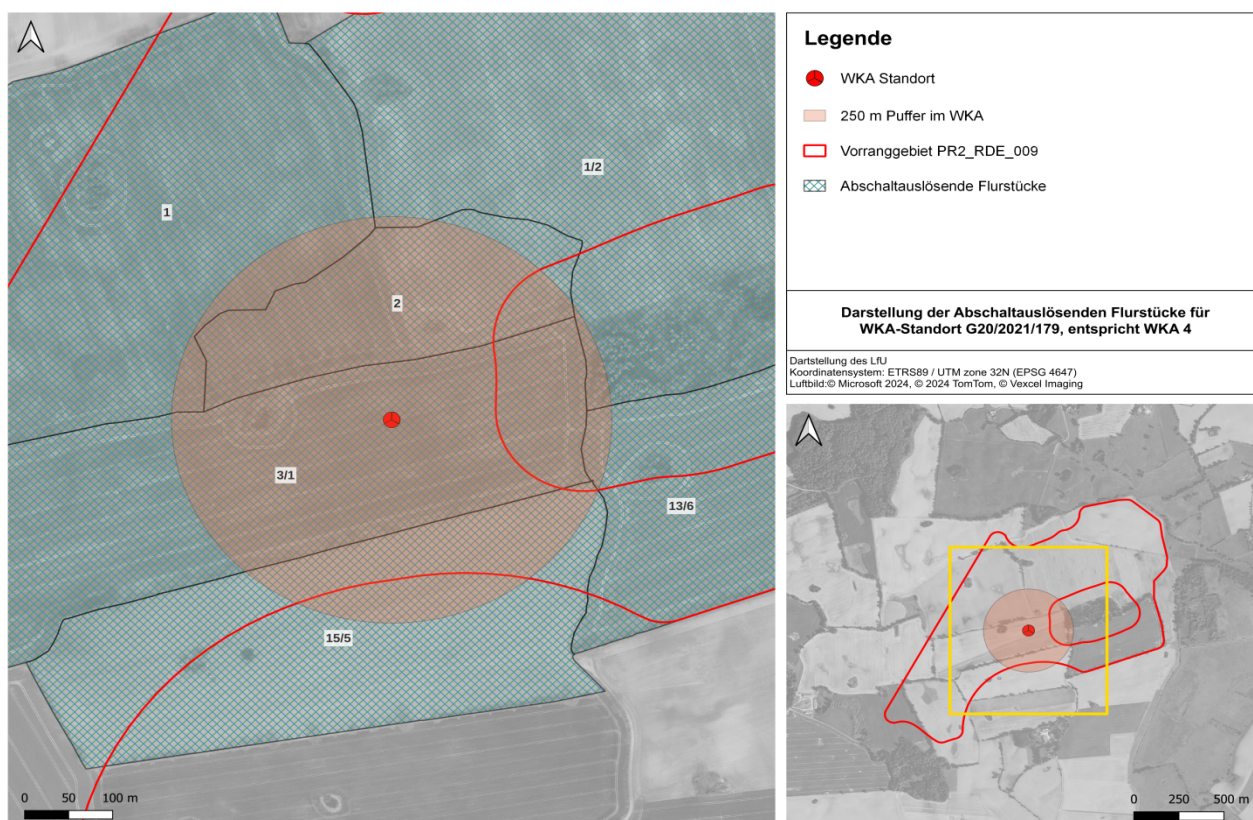 1
1/2
2
3/1
13/6
15/5
0 50 100 m
Legende
WKA Standort
250 m Puffer im WKA
Vorranggebiet PR2_RDE_009
Abschaltauslösende Flurstücke
Darstellung der Abschaltauslösenden Flurstücke für
WKA-Standort G20/2021/179, entspricht WKA 4
Dartstellung des LfU
Koordinatensystem: ETRS89 / UTM zone 32N (EPSG 4647)
Luftbild:© Microsoft 2024, © 2024 TomTom, © Vexcel Imaging
0 250 500 m